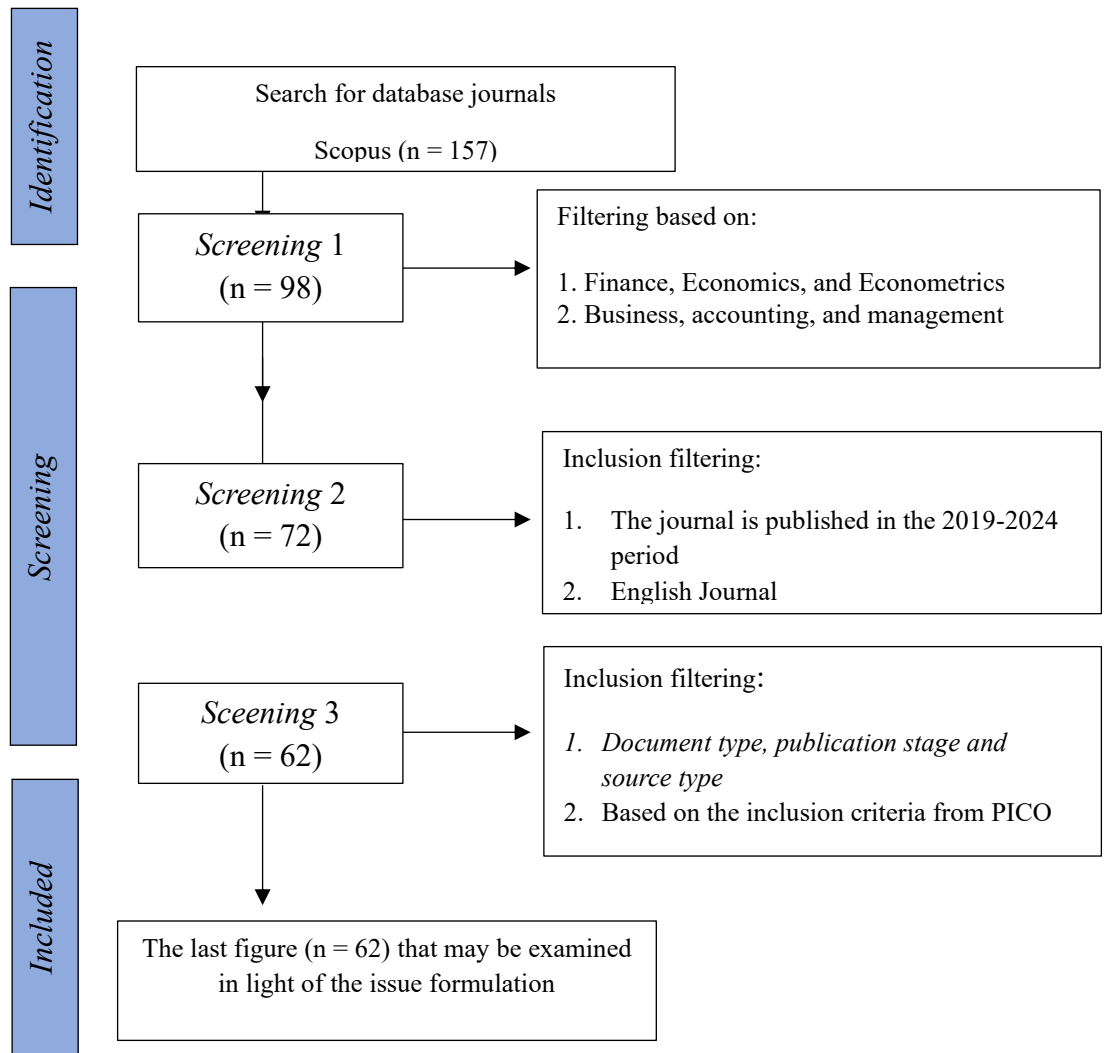 Identification
Search for database journals
Scopus (n = 157)
Screening 1
(n = 98)
Filtering based on:
1. Finance, Economics, and Econometrics
2. Business, accounting, and management
Screening
Screening 2
(n = 72)
Inclusion filtering:
1. The journal is published in the 2019-2024
period
2. English Journal
Sceening 3
(n = 62)
Inclusion filtering:
1. Document type, publication stage and
source type
2. Based on the inclusion criteria from PICO
Included
The last figure (n = 62) that may be examined
in light of the issue formulation